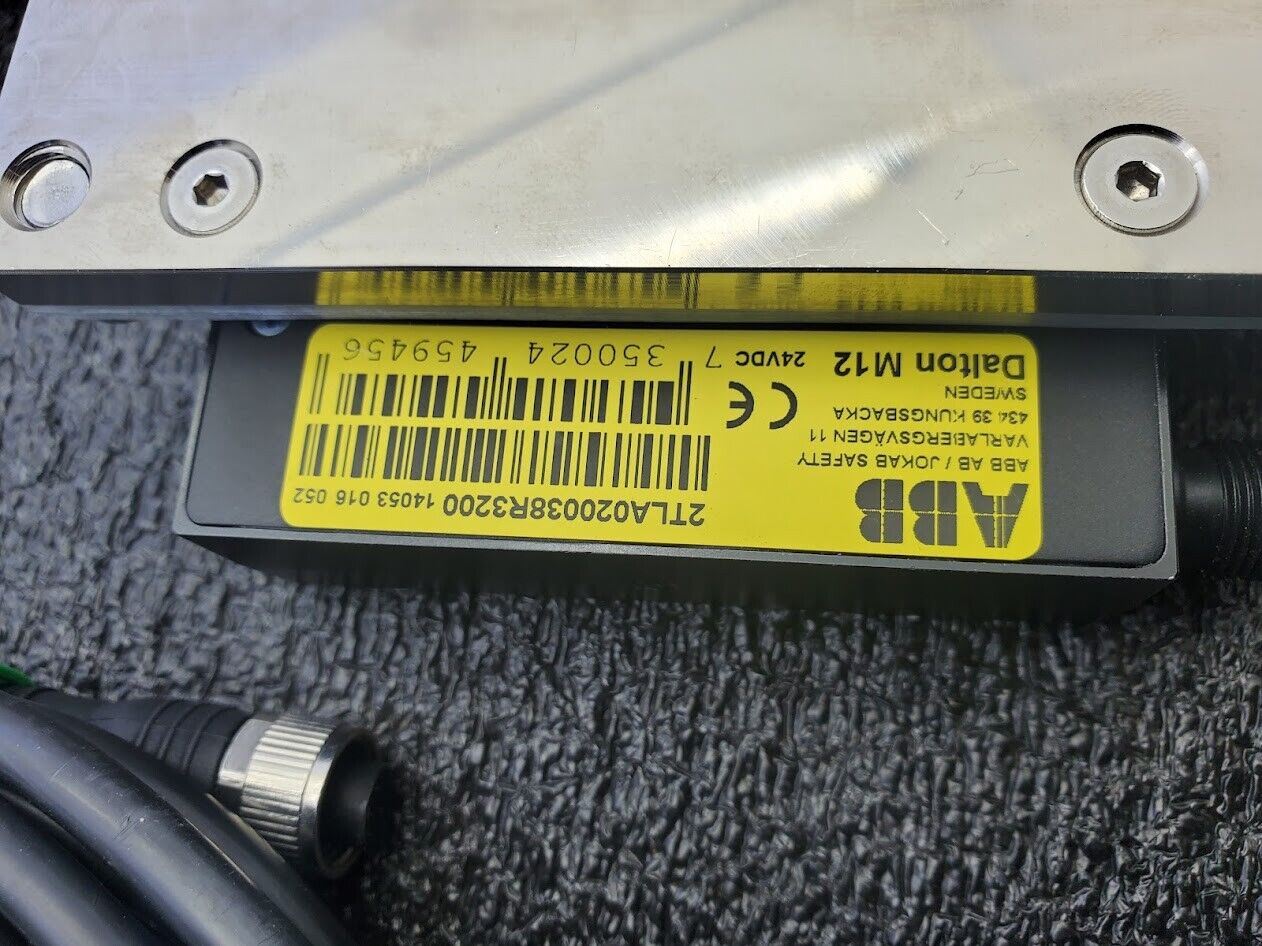 ABB
ABB AB / JOKAB SAFETY
VARLABERGSVÄGEN 11
434 39 KUNGSBACKA
SWEDEN
Dalton M12 24VDC
CE
2TLA020038R3200 14053 016 052
7 350024 459456